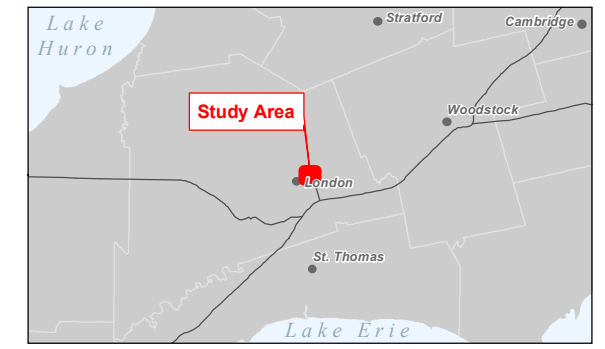 Lake
Huron
Stratford
Cambridge
Study Area
Woodstock
London
St. Thomas
Lake Erie